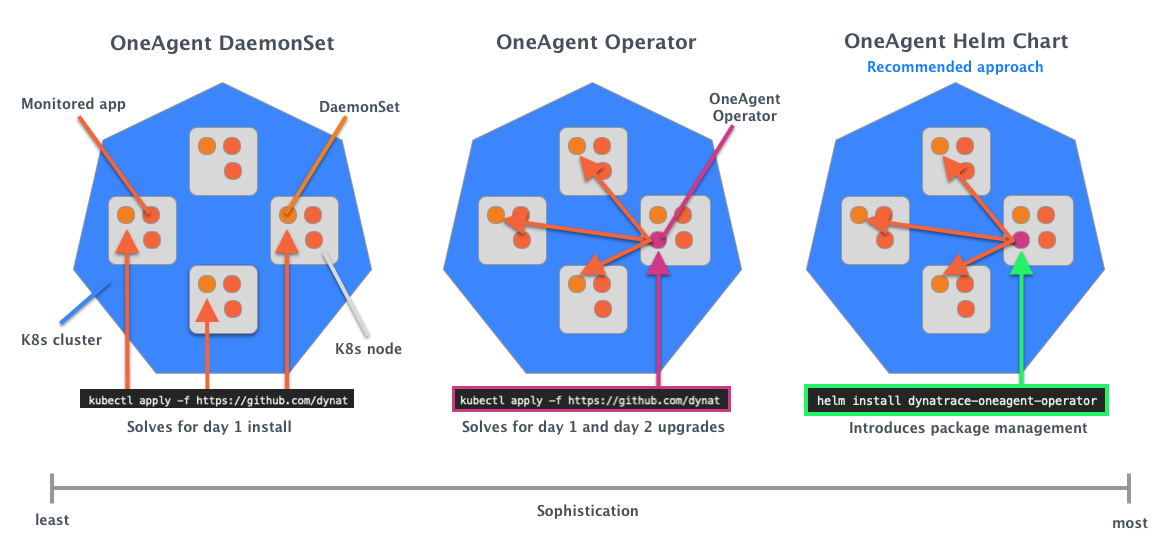 OneAgent DaemonSet
OneAgent Operator
OneAgent Helm Chart
Recommended approach
Monitored app
DaemonSet
OneAgent
Operator
K8s cluster
K8s node
kubectl apply -f https://github.com/dynat
kubectl apply -f https://github.com/dynat
helm install dynatrace-oneagent-operator
Solves for day 1 install
Solves for day 1 and day 2 upgrades
Introduces package management
least
Sophistication
most